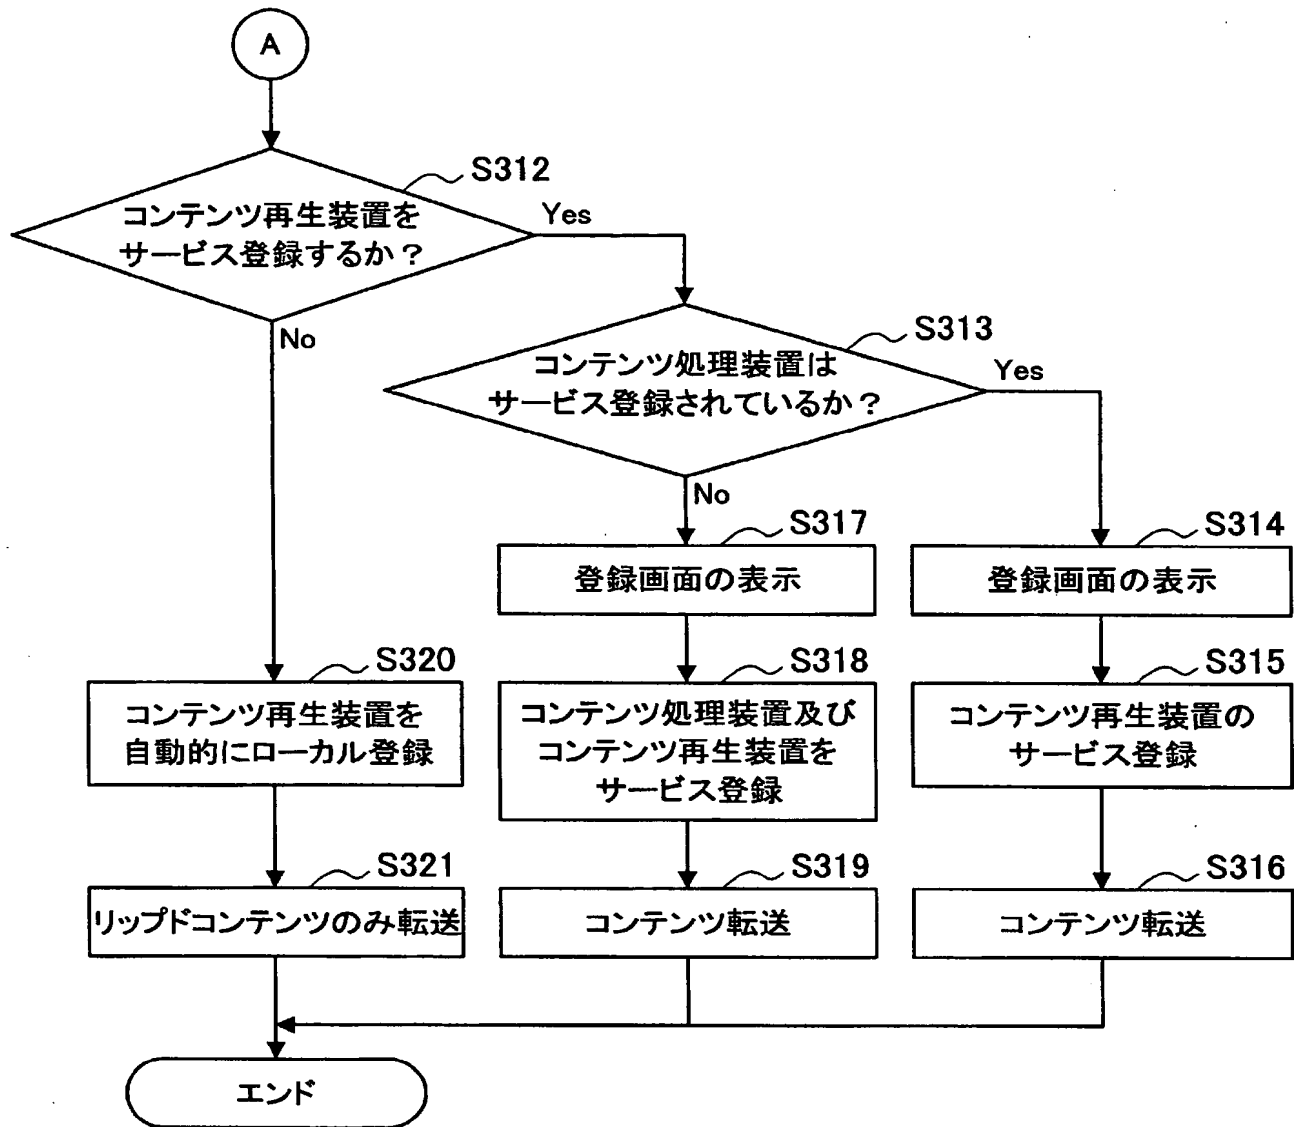 A
S312
コンテンツ再生装置を
サービス登録するか？
Yes
No
S313
コンテンツ処理装置は
サービス登録されているか？
Yes
No
S317
登録画面の表示
S314
登録画面の表示
S320
コンテンツ再生装置を
自動的にローカル登録
S318
コンテンツ処理装置及び
コンテンツ再生装置を
サービス登録
S315
コンテンツ再生装置の
サービス登録
S321
リップドコンテンツのみ転送
S319
コンテンツ転送
S316
コンテンツ転送
エンド